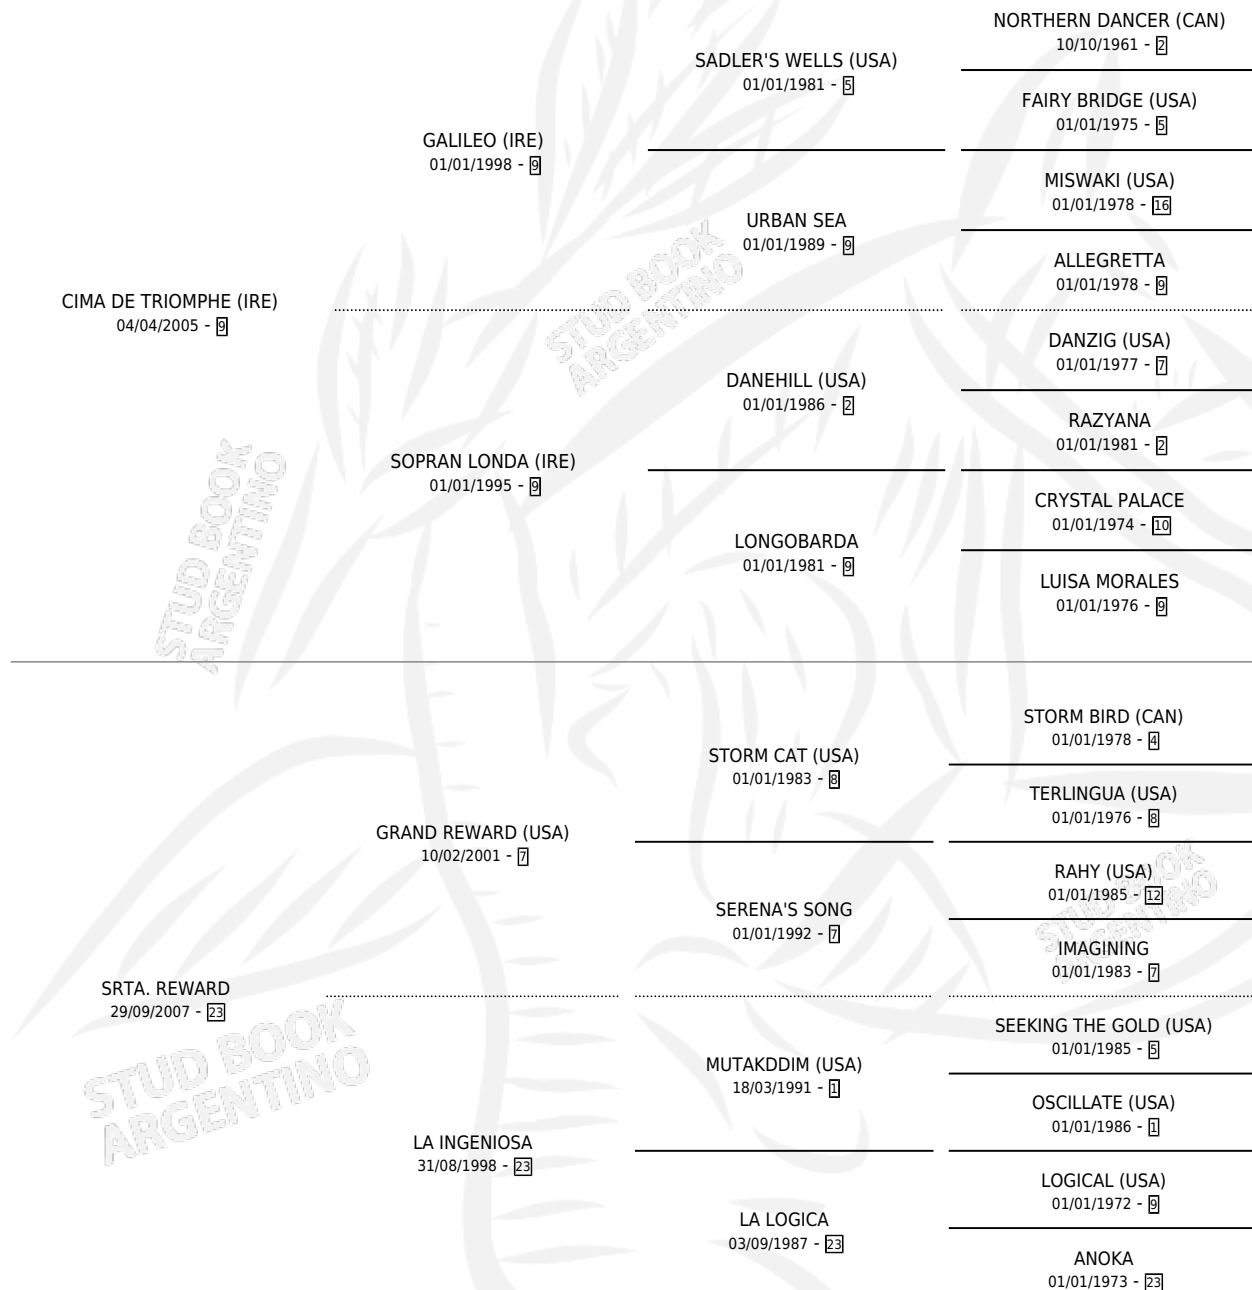 NORTHERN DANCER (CAN)
10/10/1961 - 2
SADLER'S WELLS (USA)
01/01/1981 - 5
FAIRY BRIDGE (USA)
01/01/1975 - 5
GALILEO (IRE)
01/01/1998 - 9
MISWAKI (USA)
01/01/1978 - 16
URBAN SEA
01/01/1989 - 9
ALLEGRETTA
01/01/1978 - 9
CIMA DE TRIOMPHE (IRE)
04/04/2005 - 9
DANZIG (USA)
01/01/1977 - 7
DANEHILL (USA)
01/01/1986 - 2
RAZYANA
01/01/1981 - 2
SOPRAN LONDA (IRE)
01/01/1995 - 9
CRYSTAL PALACE
01/01/1974 - 10
LONGOBARDA
01/01/1981 - 9
LUISA MORALES
01/01/1976 - 9
STORM BIRD (CAN)
01/01/1978 - 4
STORM CAT (USA)
01/01/1983 - 8
TERLINGUA (USA)
01/01/1976 - 8
GRAND REWARD (USA)
10/02/2001 - 7
RAHY (USA)
01/01/1985 - 12
SERENA'S SONG
01/01/1992 - 7
IMAGINING
01/01/1983 - 7
SRTA. REWARD
29/09/2007 - 23
SEEKING THE GOLD (USA)
01/01/1985 - 5
MUTAKDDIM (USA)
18/03/1991 - 1
OSCILLATE (USA)
01/01/1986 - 1
LA INGENIOSA
31/08/1998 - 23
LOGICAL (USA)
01/01/1972 - 9
LA LOGICA
03/09/1987 - 23
ANOKA
01/01/1973 - 23
STUD BOOK
ARGENTINO
STUD BOOK
ARGENTINO
STUD BOOK
ARGENTINO
STUD BOOK
ARGENTINO